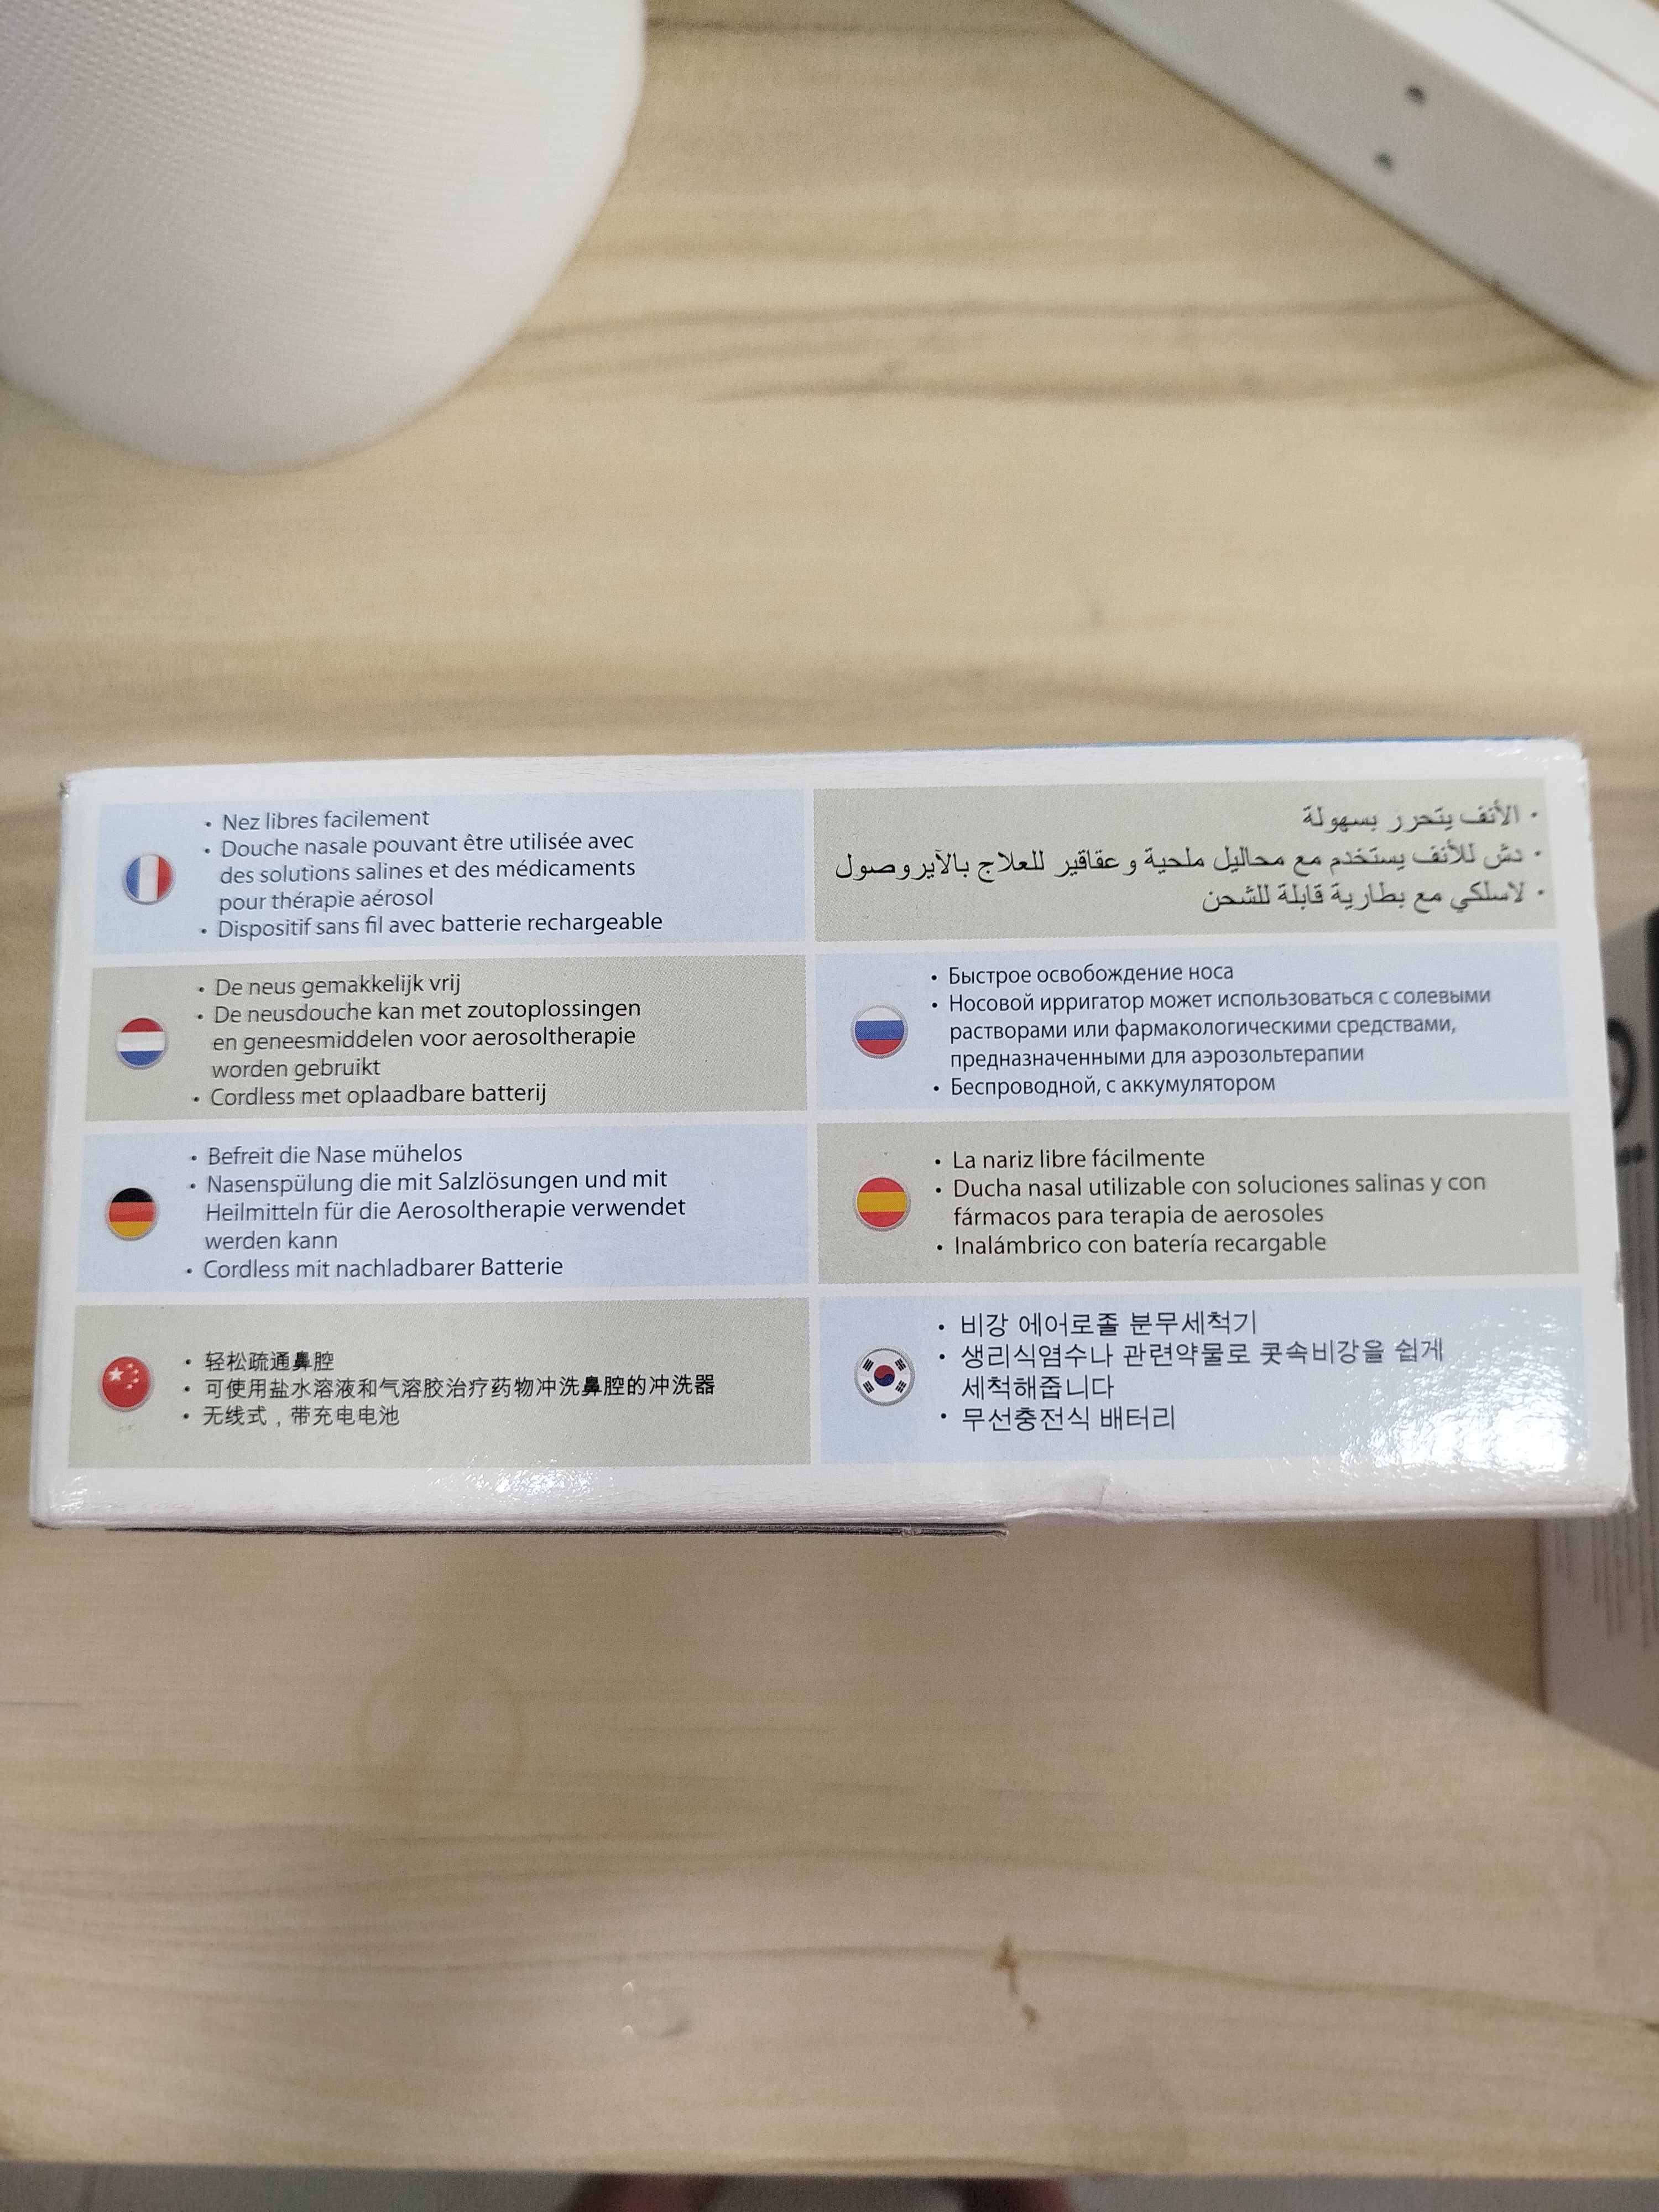 • Nez libres facilement
• Douche nasale pouvant être utilisée avec
des solutions salines et des médicaments
pour thérapie aérosol
• Dispositif sans fil avec batterie rechargeable
• الأنف يتحرر بسهولة
• دش للأنف يستخدم مع محاليل ملحية وعقاقير للعلاج بالآيروصول
• لاسلكي مع بطارية قابلة للشحن
• De neus gemakkelijk vrij
• De neusdouche kan met zoutoplossingen
en geneesmiddelen voor aerosoltherapie
worden gebruikt
• Cordless met oplaadbare batterij
• Быстрое освобождение носа
• Носовой ирригатор может использоваться с солевыми
растворами или фармакологическими средствами,
предназначенными для аэрозольтерапии
• Беспроводной, с аккумулятором
• Befreit die Nase mühelos
• Nasenspülung die mit Salzlösungen und mit
Heilmitteln für die Aerosoltherapie verwendet
werden kann
• Cordless mit nachladbarer Batterie
• La nariz libre fácilmente
• Ducha nasal utilizable con soluciones salinas y con
fármacos para terapia de aerosoles
• Inalámbrico con batería recargable
• 轻松疏通鼻腔
• 可使用盐水溶液和气溶胶治疗药物冲洗鼻腔的冲洗器
• 无线式，带充电电池
• 비강 에어로졸 분무세척기
• 생리식염수나 관련약물로 콧속비강을 쉽게
세척해줍니다
• 무선충전식 배터리